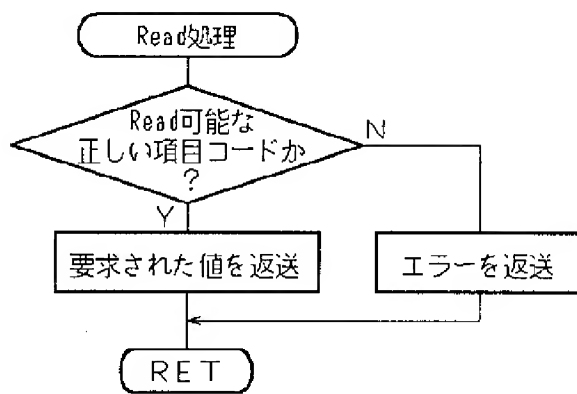 Read処理
Read可能な
正しい項目コードか
?
N
Y
要求された値を返送
エラーを返送
RET